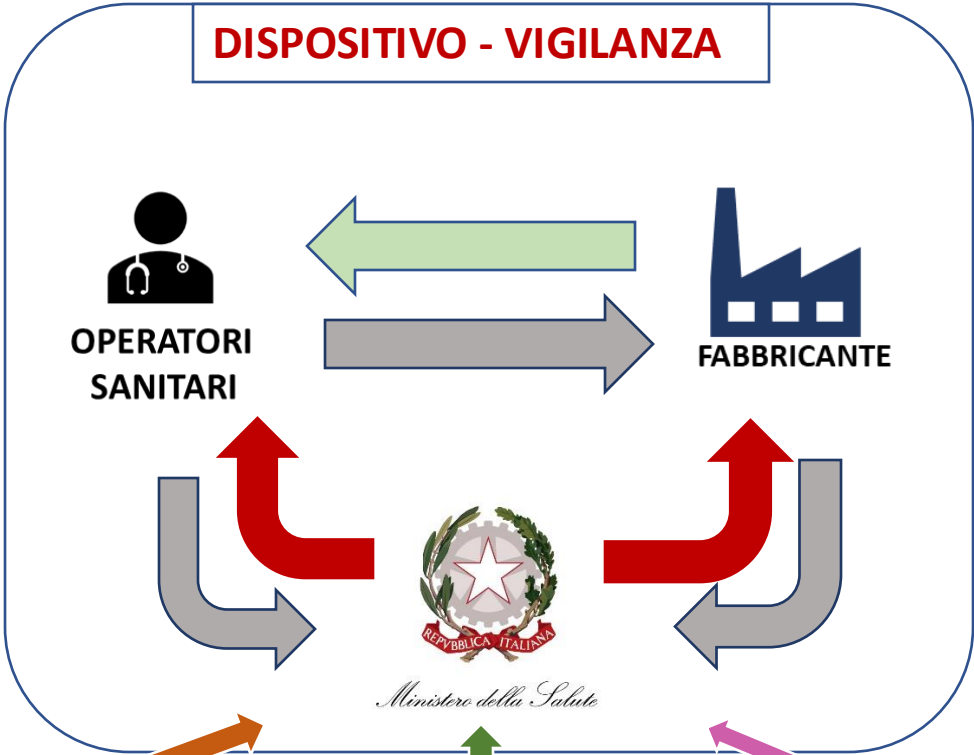 DISPOSITIVO - VIGILANZA
OPERATORI
SANITARI
FABBRICANTE
REPVBBLICA ITALIANA
Ministero della Salute